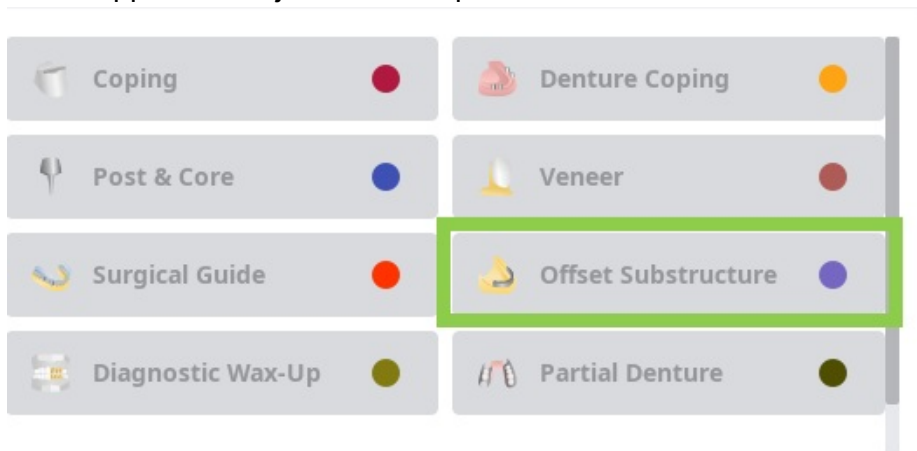 Coping
Denture Coping
Post & Core
Veneer
Surgical Guide
Offset Substructure
Diagnostic Wax-Up
Partial Denture